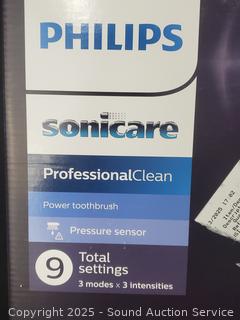 PHILIPS
sonicare
ProfessionalClean
Power toothbrush
Pressure sensor
9 Total
settings
3 modes x 3 intensities
Copyright 2025 - Sound Auction Service